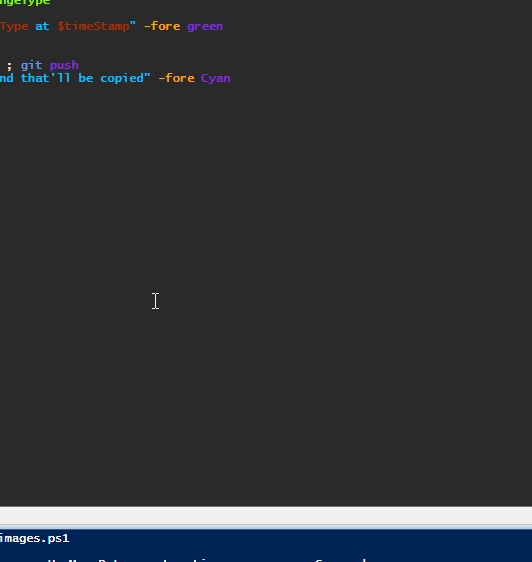 ngeType
Type at $timeStamp" -fore green
; git push
nd that'll be copied" -fore Cyan
images.ps1